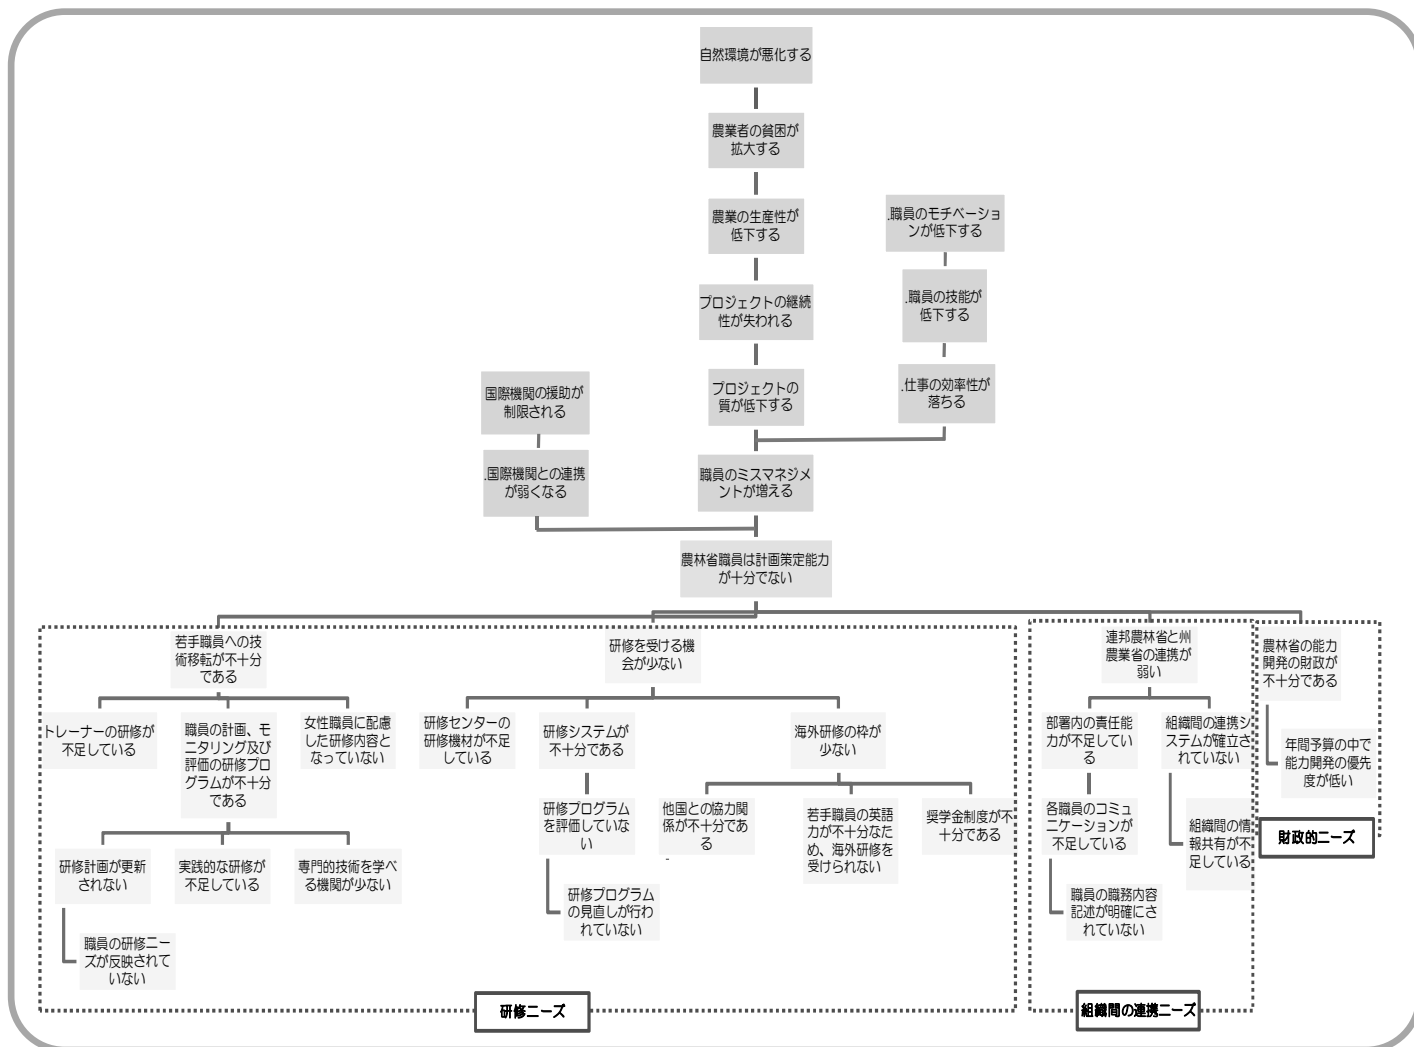 自然環境が悪化する
農業者の貧困が
拡大する
農業の生産性が
低下する
.職員のモチベーショ
ンが低下する
プロジェクトの継続
性が失われる
.職員の技能が
低下する
国際機関の援助が
制限される
プロジェクトの
質が低下する
.仕事の効率性が
落ちる
.国際機関との連携
が弱くなる
職員のミスマネジメ
ントが増える
農林省職員は計画策定能力
が十分でない
若手職員への技
術移転が不十分
である
研修を受ける機
会が少ない
連邦農林省と州
農業省の連携が
弱い
農林省の能力
開発の財政が
不十分である
トレーナーの研修が
不足している
職員の計画、モ
ニタリング及び
評価の研修プロ
グラムが不十分
である
女性職員に配慮
した研修内容と
なっていない
研修センターの
研修機材が不足
している
研修システムが
不十分である
海外研修の枠が
少ない
部署内の責任能
力が不足してい
る
組織間の連携シ
ステムが確立さ
れていない
年間予算の中で
能力開発の優先
度が低い
研修計画が更新
されない
実践的な研修が
不足している
専門的技術を学べ
る機関が少ない
研修プログラム
を評価していな
い
他国との協力関
係が不十分であ
る
若手職員の英語
力が不十分なた
め、海外研修を
受けられない
奨学金制度が不
十分である
各職員のコミュ
ニケーションが
不足している
組織間の情
報共有が不
足している
財政的ニーズ
職員の研修ニー
ズが反映されて
いない
研修プログラム
の見直しが行わ
れていない
職員の職務内容
記述が明確にさ
れていない
研修ニーズ
組織間の連携ニーズ